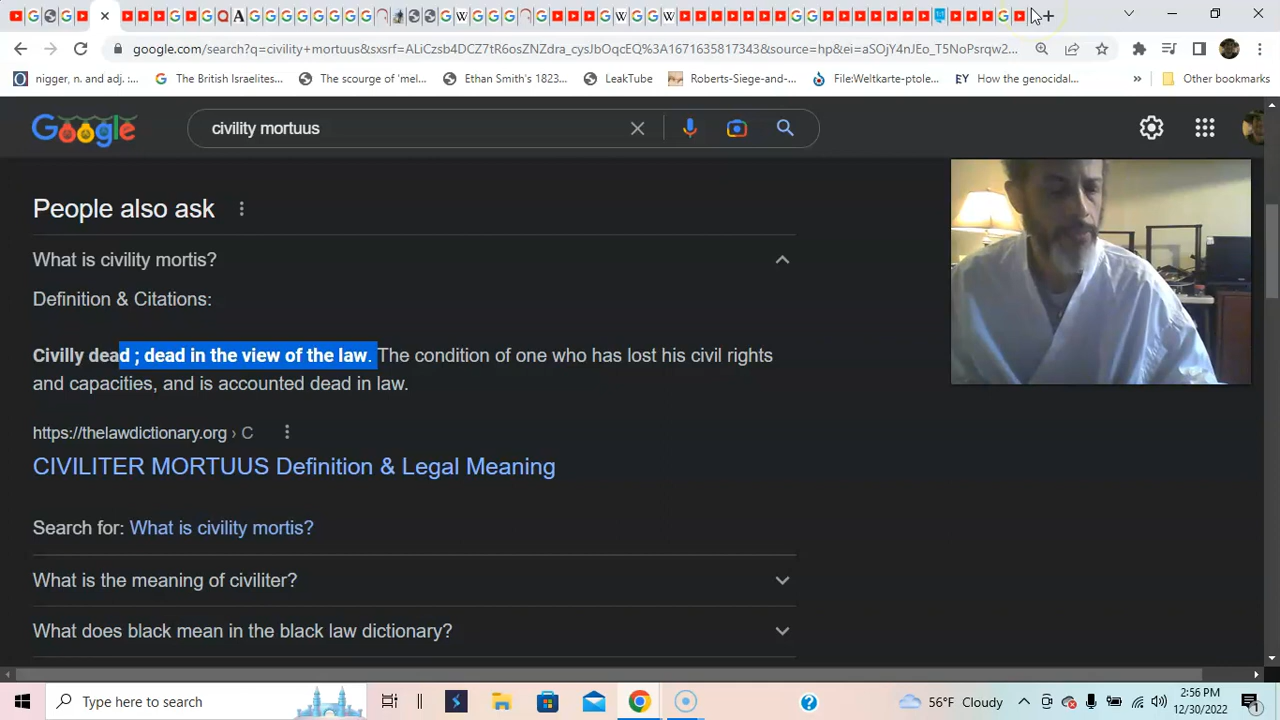 google.com/search?q=civility+mortuus&sxsrf=ALiCzsb4DCZ7tR6osZNZdra_cysJbOqcEQ%3A1671635817343&source=hp&ei=aSOjY4nJEo_T5NoPsrqw2...
nigger, n. and adj. :... The British Israelites... The scourge of 'mel... Ethan Smith's 1823... LeakTube Roberts-Siege-and-... File:Weltkarte-ptole... EY How the genocidal... » Other bookmarks
Google civility mortuus
People also ask
What is civility mortis?
Definition & Citations:
Civilly dead ; dead in the view of the law. The condition of one who has lost his civil rights
and capacities, and is accounted dead in law.
https://thelawdictionary.org › C
CIVILITER MORTUUS Definition & Legal Meaning
Search for: What is civility mortis?
What is the meaning of civiliter?
What does black mean in the black law dictionary?
Type here to search
56°F Cloudy
2:56 PM
12/30/2022
1